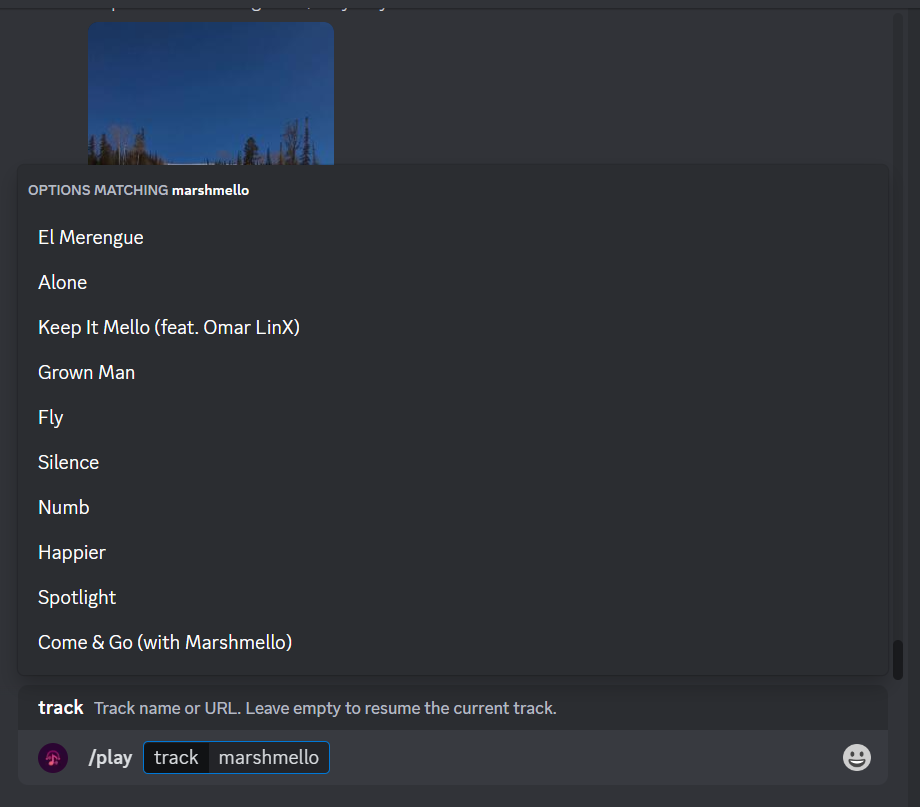 OPTIONS MATCHING marshmello
El Merengue
Alone
Keep It Mello (feat. Omar LinX)
Grown Man
Fly
Silence
Numb
Happier
Spotlight
Come & Go (with Marshmello)
track Track name or URL. Leave empty to resume the current track.
/play track marshmello